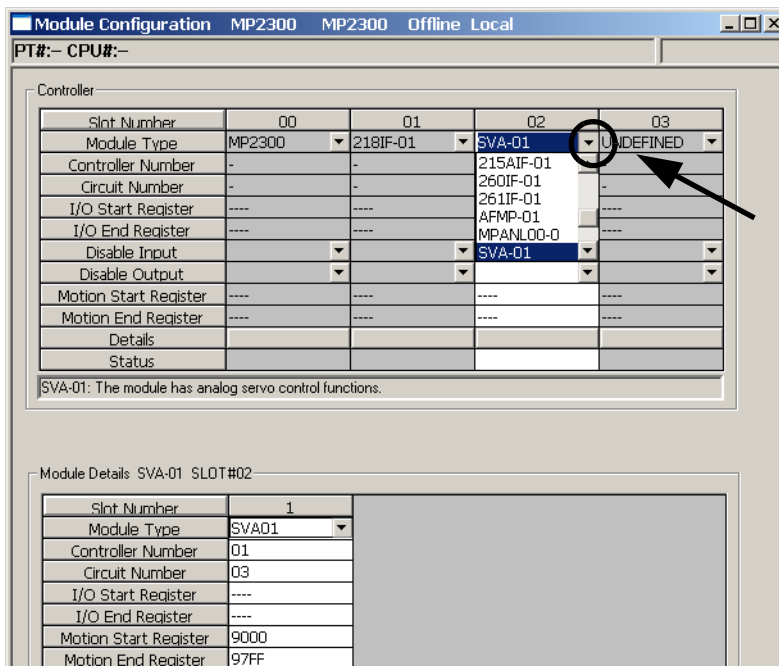 Module Configuration MP2300 MP2300 Offline Local
PT#:– CPU#:–
Controller
Slot Number 00 01 02 03
Module Type MP2300 218IF-01 SVA-01 UNDEFINED
Controller Number - - 215AIF-01
Circuit Number - - 260IF-01 -
261IF-01
I/O Start Register ---- ---- AFMP-01 ----
I/O End Register ---- ---- MPANL00-0 ----
Disable Input SVA-01
Disable Output
Motion Start Register ---- ---- ---- ----
Motion End Register ---- ---- ---- ----
Details
Status
SVA-01: The module has analog servo control functions.
Module Details SVA-01 SLOT#02
Slot Number 1
Module Type SVA01
Controller Number 01
Circuit Number 03
I/O Start Register ----
I/O End Register ----
Motion Start Register 9000
Motion End Register 97FF